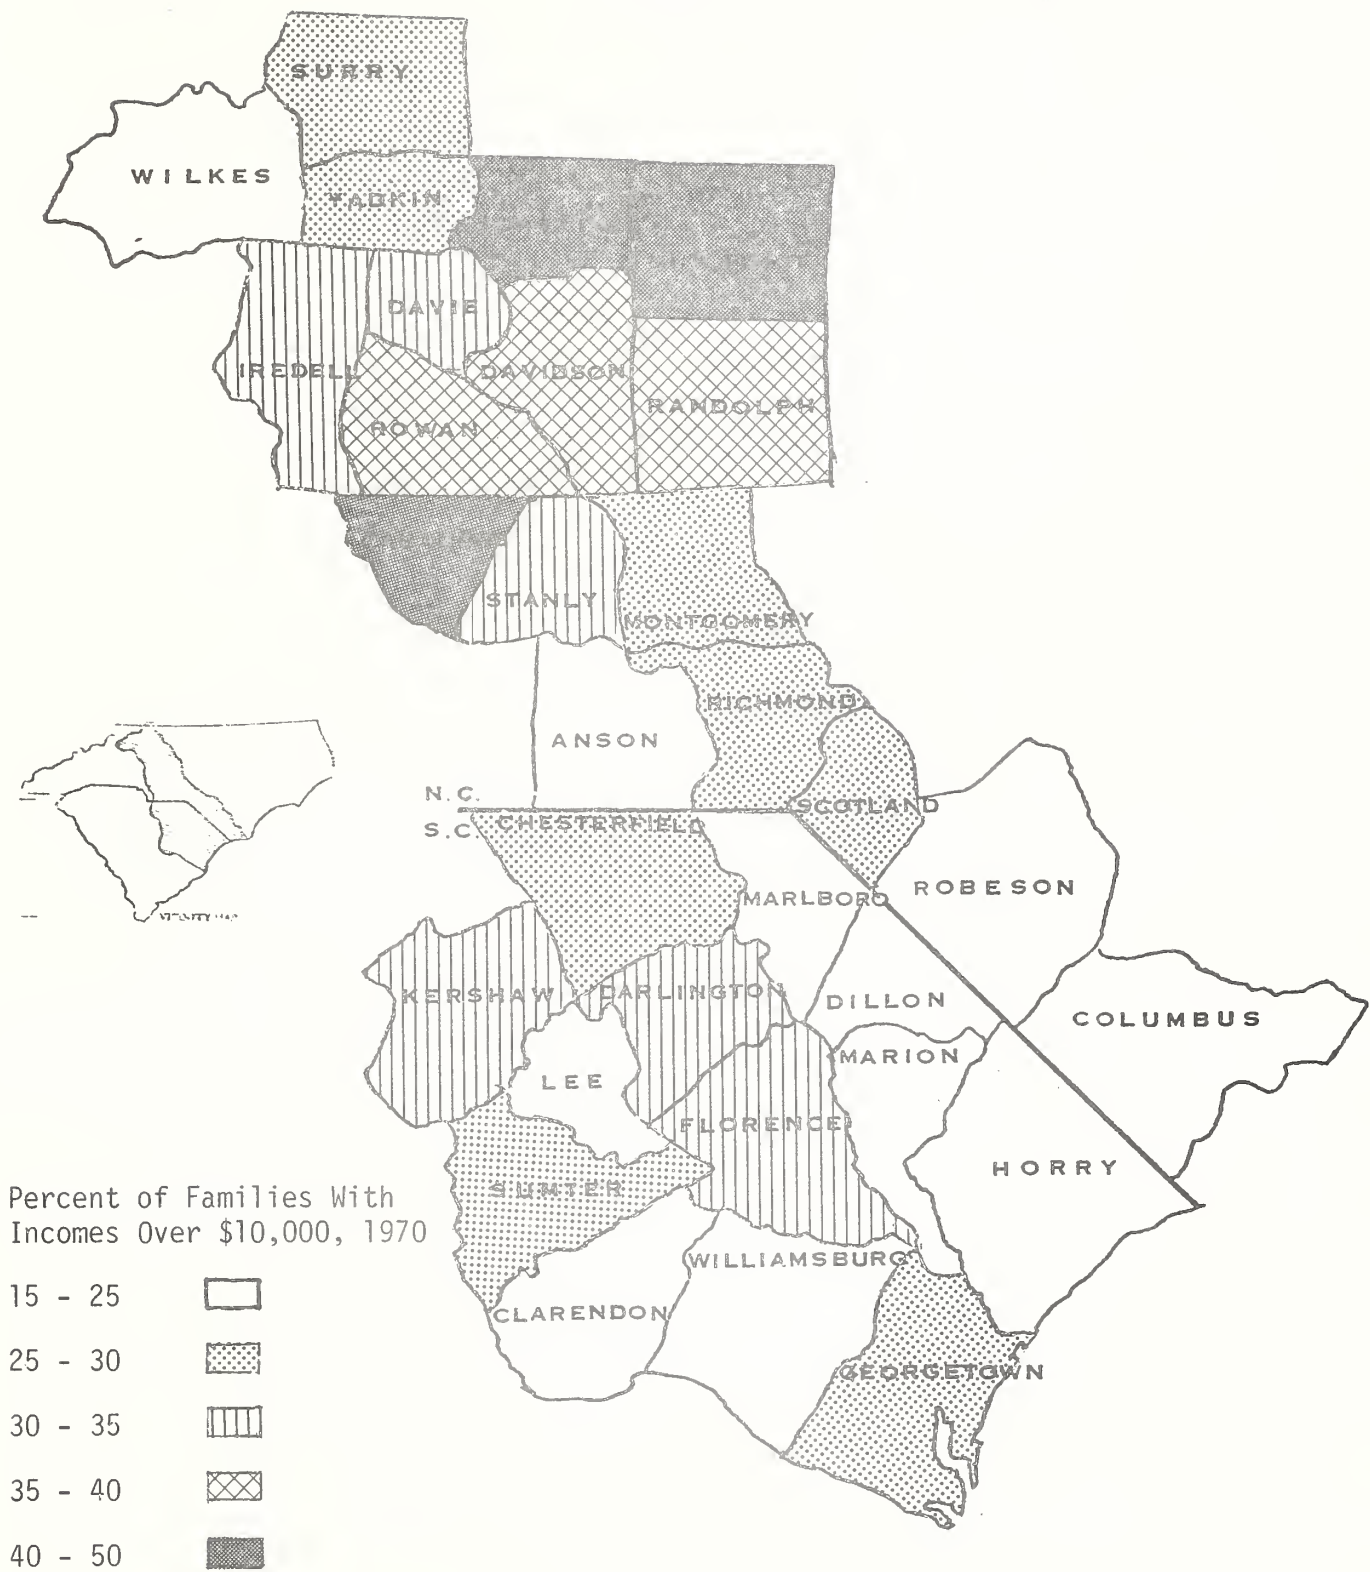 SURRY
WILKES
YADKIN
DAVIE
IREDELL
DAVIDSON
RANDOLPH
ROWAN
STANLY
MONTGOMERY
RICHMOND
ANSON
N.C.
S.C.
SCOTLAND
CHESTERFIELD
ROBESON
MARLBORO
VICINITY MAP
KERSHAW
DARLINGTON
DILLON
COLUMBUS
MARION
LEE
FLORENCE
HORRY
SUMTER
WILLIAMSBURG
CLARENDON
GEORGETOWN
Percent of Families With
Incomes Over $10,000, 1970
15 - 25
25 - 30
30 - 35
35 - 40
40 - 50